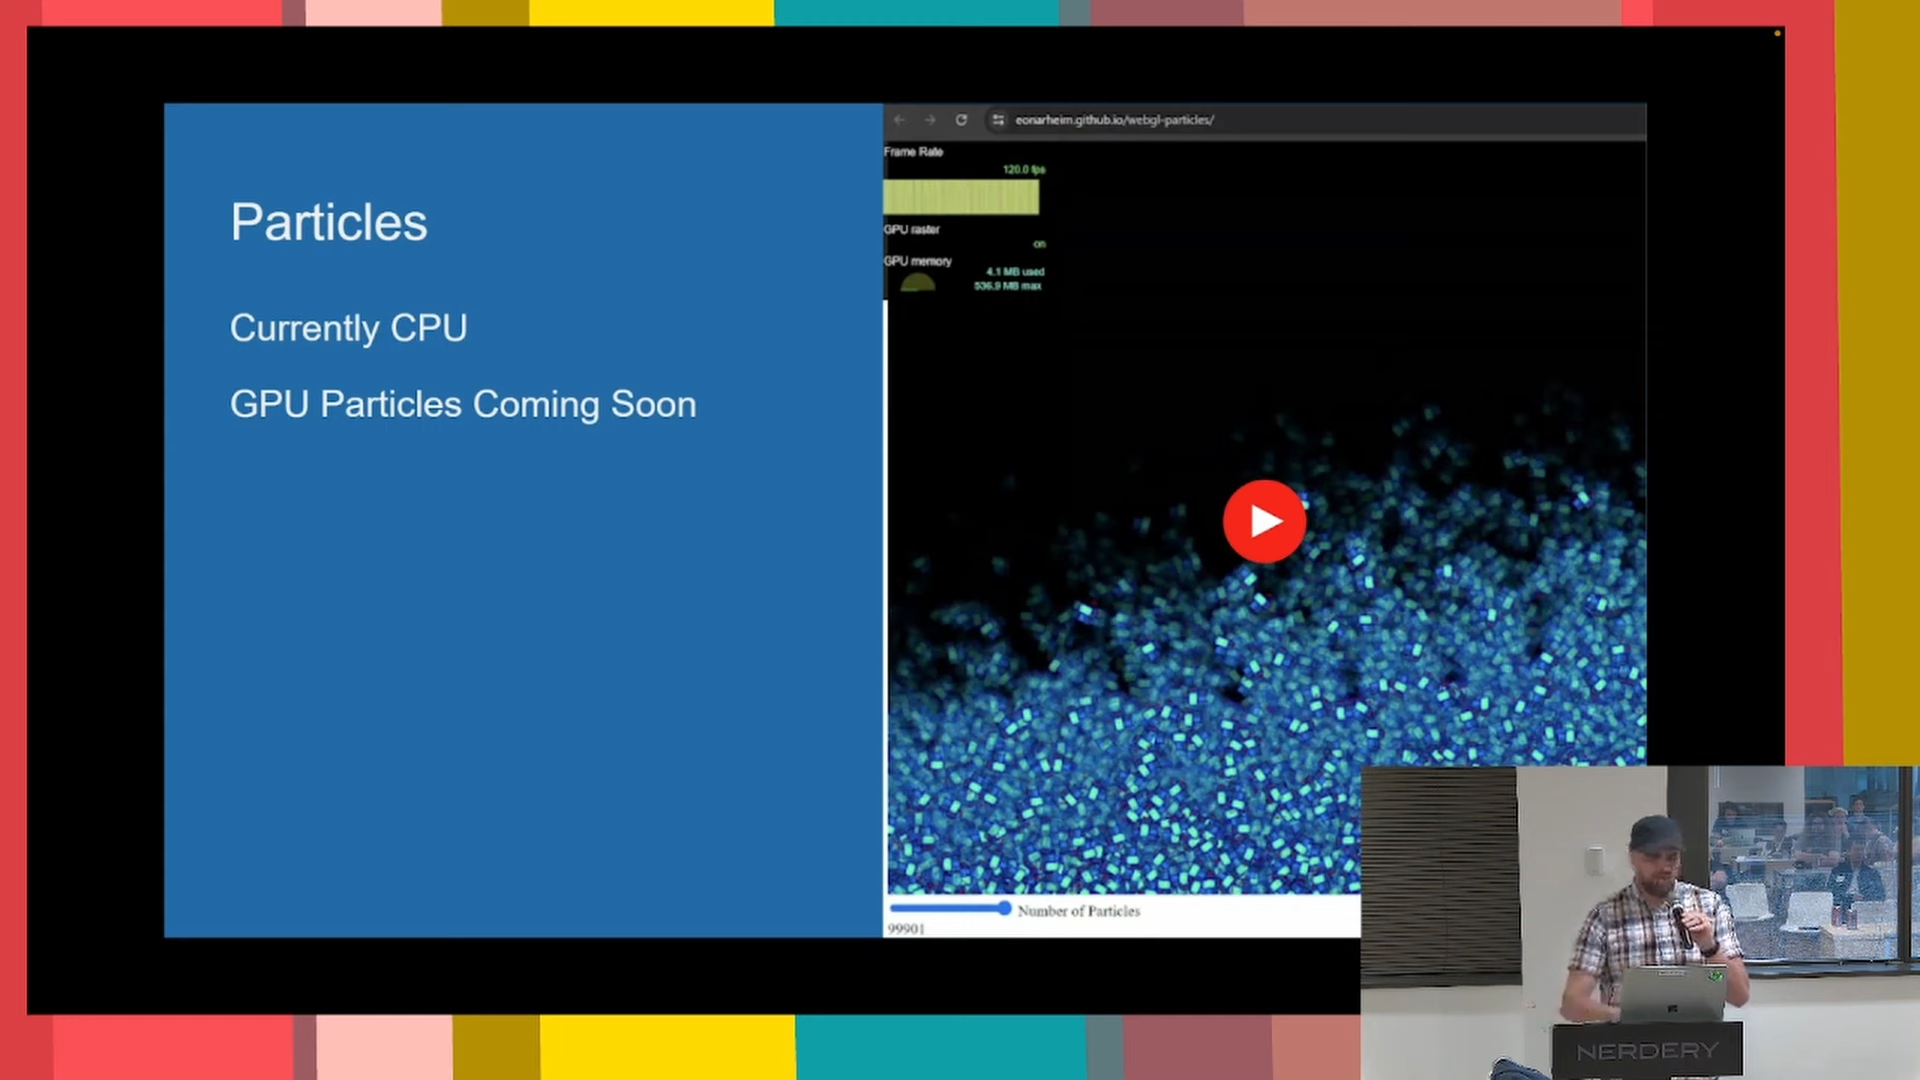 Particles
Currently CPU
GPU Particles Coming Soon
eonarheim.github.io/webgl-particles/
Frame Rate
120.0 fps
GPU raster
on
GPU memory
4.1 MB used
536.9 MB max
Number of Particles
99901
NERDERY